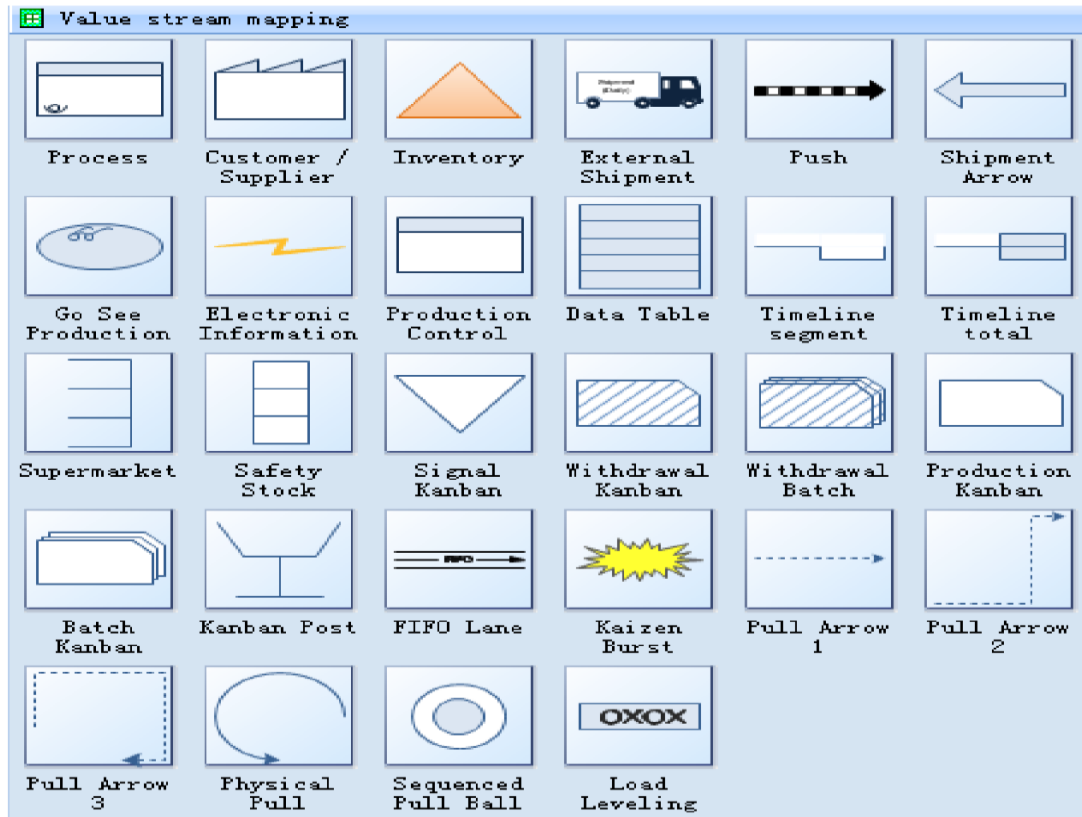 Value stream mapping
Process
Customer /
Supplier
Inventory
Shipment
External
Shipment
Push
Shipment
Arrow
Go See
Production
Electronic
Information
Production
Control
Data Table
Timeline
segment
Timeline
total
Supermarket
Safety
Stock
Signal
Kanban
Withdrawal
Kanban
Withdrawal
Batch
Production
Kanban
FIFO
Batch
Kanban
Kanban Post
FIFO Lane
Kaizen
Burst
Pull Arrow
1
Pull Arrow
2
OXOX
Pull Arrow
3
Physical
Pull
Sequenced
Pull Ball
Load
Leveling